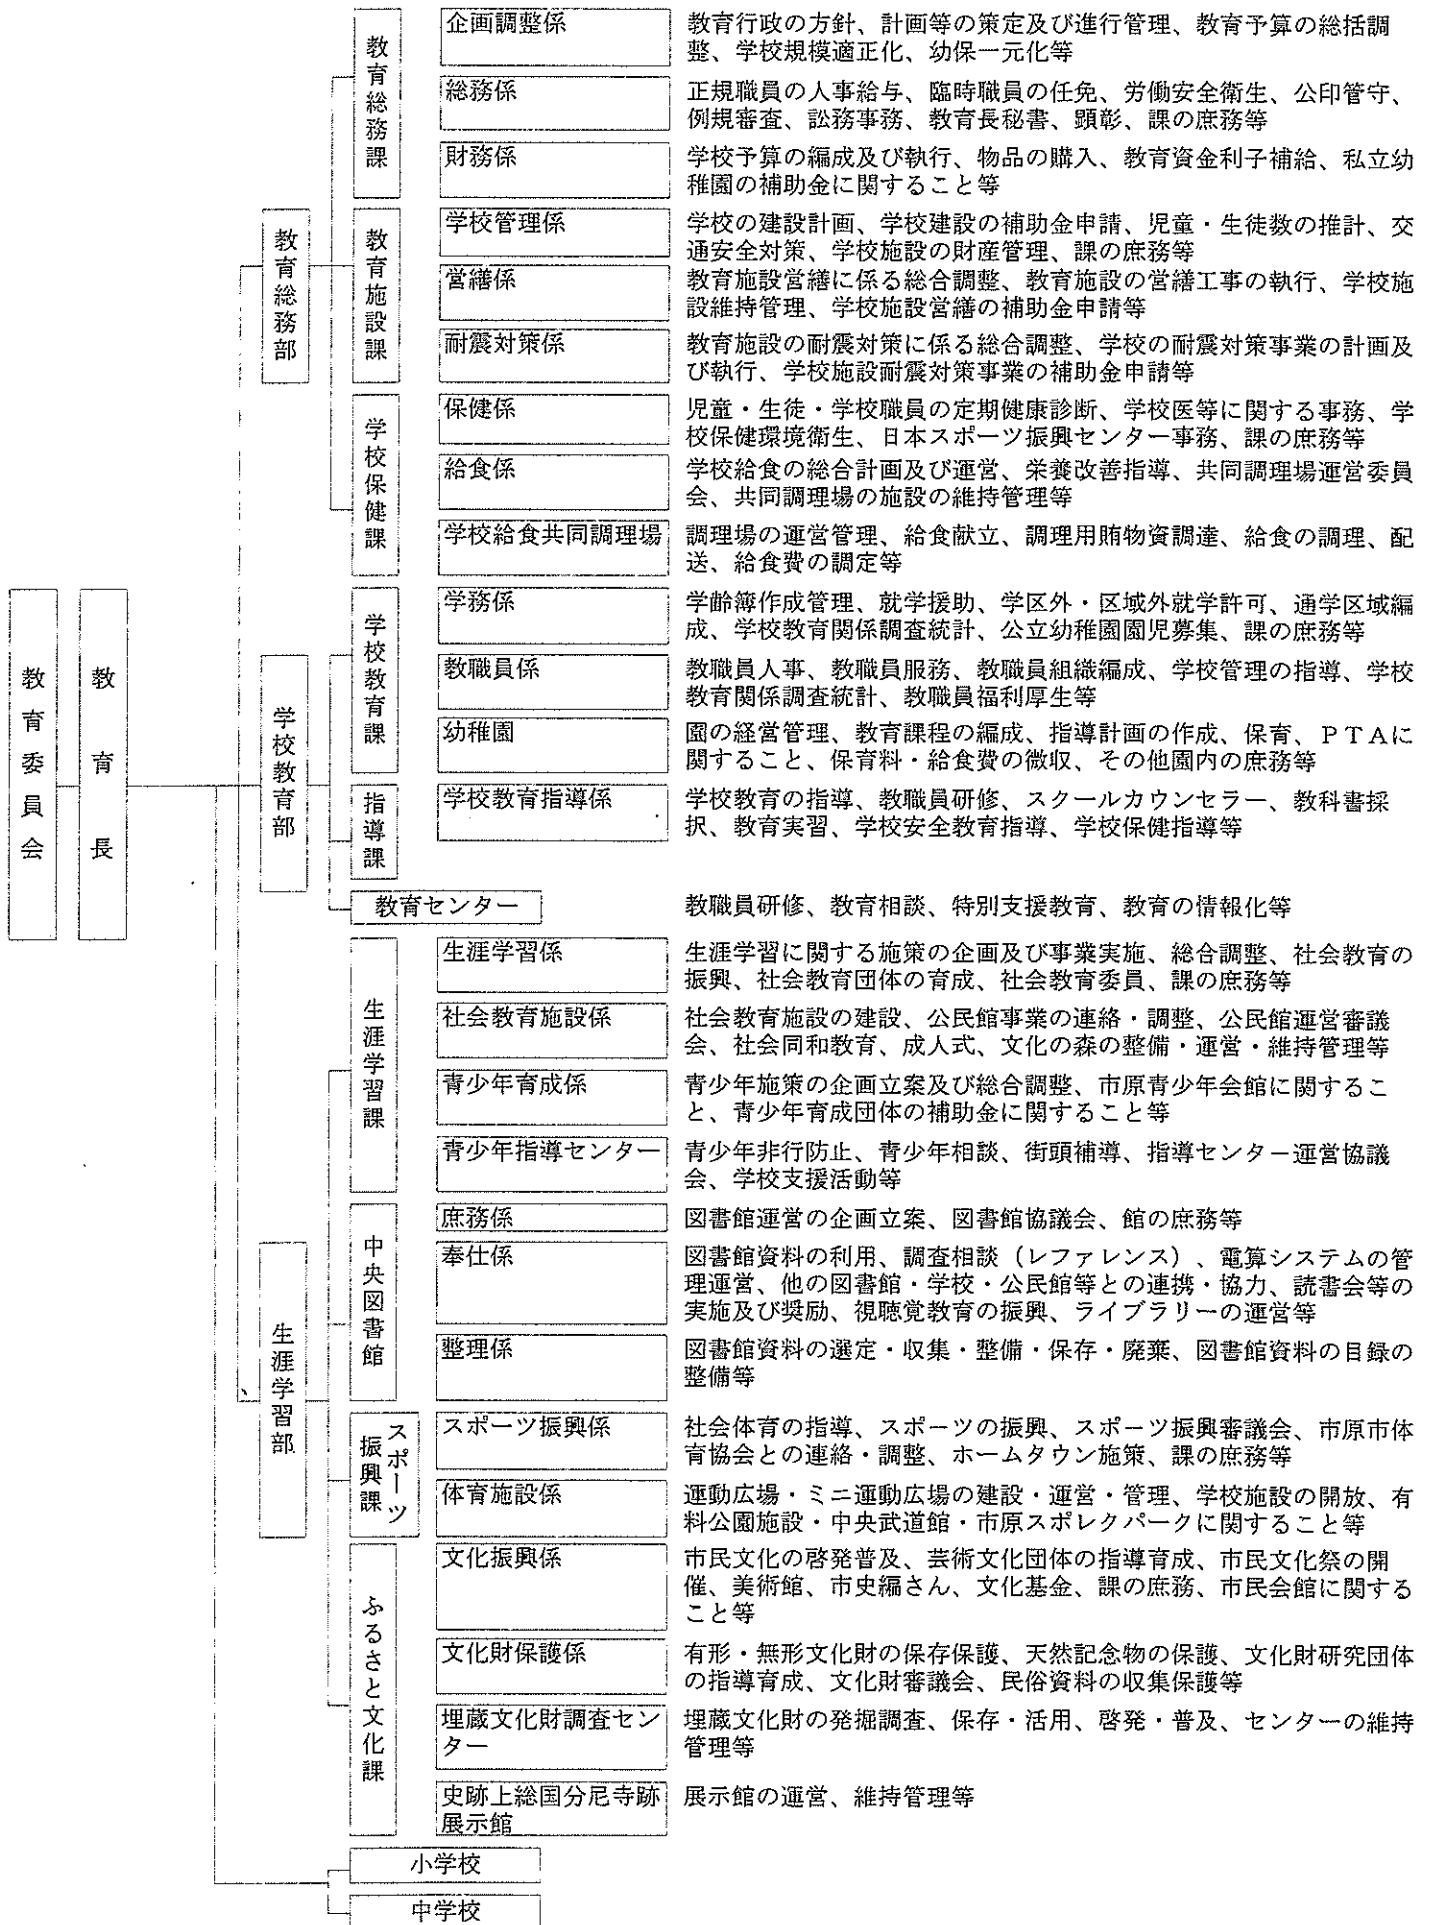 教育委員会
教育長
教育総務部
教育総務課
企画調整係
教育行政の方針、計画等の策定及び進行管理、教育予算の総括調
整、学校規模適正化、幼保一元化等
総務係
正規職員の人事給与、臨時職員の任免、労働安全衛生、公印管守、
例規審査、訟務事務、教育長秘書、顕彰、課の庶務等
財務係
学校予算の編成及び執行、物品の購入、教育資金利子補給、私立幼
稚園の補助金に関すること等
教育施設課
学校管理係
学校の建設計画、学校建設の補助金申請、児童・生徒数の推計、交
通安全対策、学校施設の財産管理、課の庶務等
営繕係
教育施設営繕に係る総合調整、教育施設の営繕工事の執行、学校施
設維持管理、学校施設営繕の補助金申請等
耐震対策係
教育施設の耐震対策に係る総合調整、学校の耐震対策事業の計画及
び執行、学校施設耐震対策事業の補助金申請等
学校保健課
保健係
児童・生徒・学校職員の定期健康診断、学校医等に関する事務、学
校保健環境衛生、日本スポーツ振興センター事務、課の庶務等
給食係
学校給食の総合計画及び運営、栄養改善指導、共同調理場運営委員
会、共同調理場の施設の維持管理等
学校給食共同調理場
調理場の運営管理、給食献立、調理用賄物資調達、給食の調理、配
送、給食費の調定等
学校教育部
学校教育課
学務係
学齢簿作成管理、就学援助、学区外・区域外就学許可、通学区域編
成、学校教育関係調査統計、公立幼稚園園児募集、課の庶務等
教職員係
教職員人事、教職員服務、教職員組織編成、学校管理の指導、学校
教育関係調査統計、教職員福利厚生等
幼稚園
園の経営管理、教育課程の編成、指導計画の作成、保育、PTAに
関すること、保育料・給食費の徴収、その他園内の庶務等
指導課
学校教育指導係
学校教育の指導、教職員研修、スクールカウンセラー、教科書採
択、教育実習、学校安全教育指導、学校保健指導等
教育センター
教職員研修、教育相談、特別支援教育、教育の情報化等
生涯学習部
生涯学習課
生涯学習係
生涯学習に関する施策の企画及び事業実施、総合調整、社会教育の
振興、社会教育団体の育成、社会教育委員、課の庶務等
社会教育施設係
社会教育施設の建設、公民館事業の連絡・調整、公民館運営審議
会、社会同和教育、成人式、文化の森の整備・運営・維持管理等
青少年育成係
青少年施策の企画立案及び総合調整、市原青少年会館に関するこ
と、青少年育成団体の補助金に関すること等
青少年指導センター
青少年非行防止、青少年相談、街頭補導、指導センター運営協議
会、学校支援活動等
中央図書館
庶務係
図書館運営の企画立案、図書館協議会、館の庶務等
奉仕係
図書館資料の利用、調査相談（レファレンス）、電算システムの管
理運営、他の図書館・学校・公民館等との連携・協力、読書会等の
実施及び奨励、視聴覚教育の振興、ライブラリーの運営等
整理係
図書館資料の選定・収集・整備・保存・廃棄、図書館資料の目録の
整備等
スポーツ
振興課
スポーツ振興係
社会体育の指導、スポーツの振興、スポーツ振興審議会、市原市体
育協会との連絡・調整、ホームタウン施策、課の庶務等
体育施設係
運動広場・ミニ運動広場の建設・運営・管理、学校施設の開放、有
料公園施設・中央武道館・市原スポレクパークに関すること等
ふるさと文化課
文化振興係
市民文化の啓発普及、芸術文化団体の指導育成、市民文化祭の開
催、美術館、市史編さん、文化基金、課の庶務、市民会館に関する
こと等
文化財保護係
有形・無形文化財の保存保護、天然記念物の保護、文化財研究団体
の指導育成、文化財審議会、民俗資料の収集保護等
埋蔵文化財調査セン
ター
埋蔵文化財の発掘調査、保存・活用、啓発・普及、センターの維持
管理等
史跡上総国分尼寺跡
展示館
展示館の運営、維持管理等
小学校
中学校